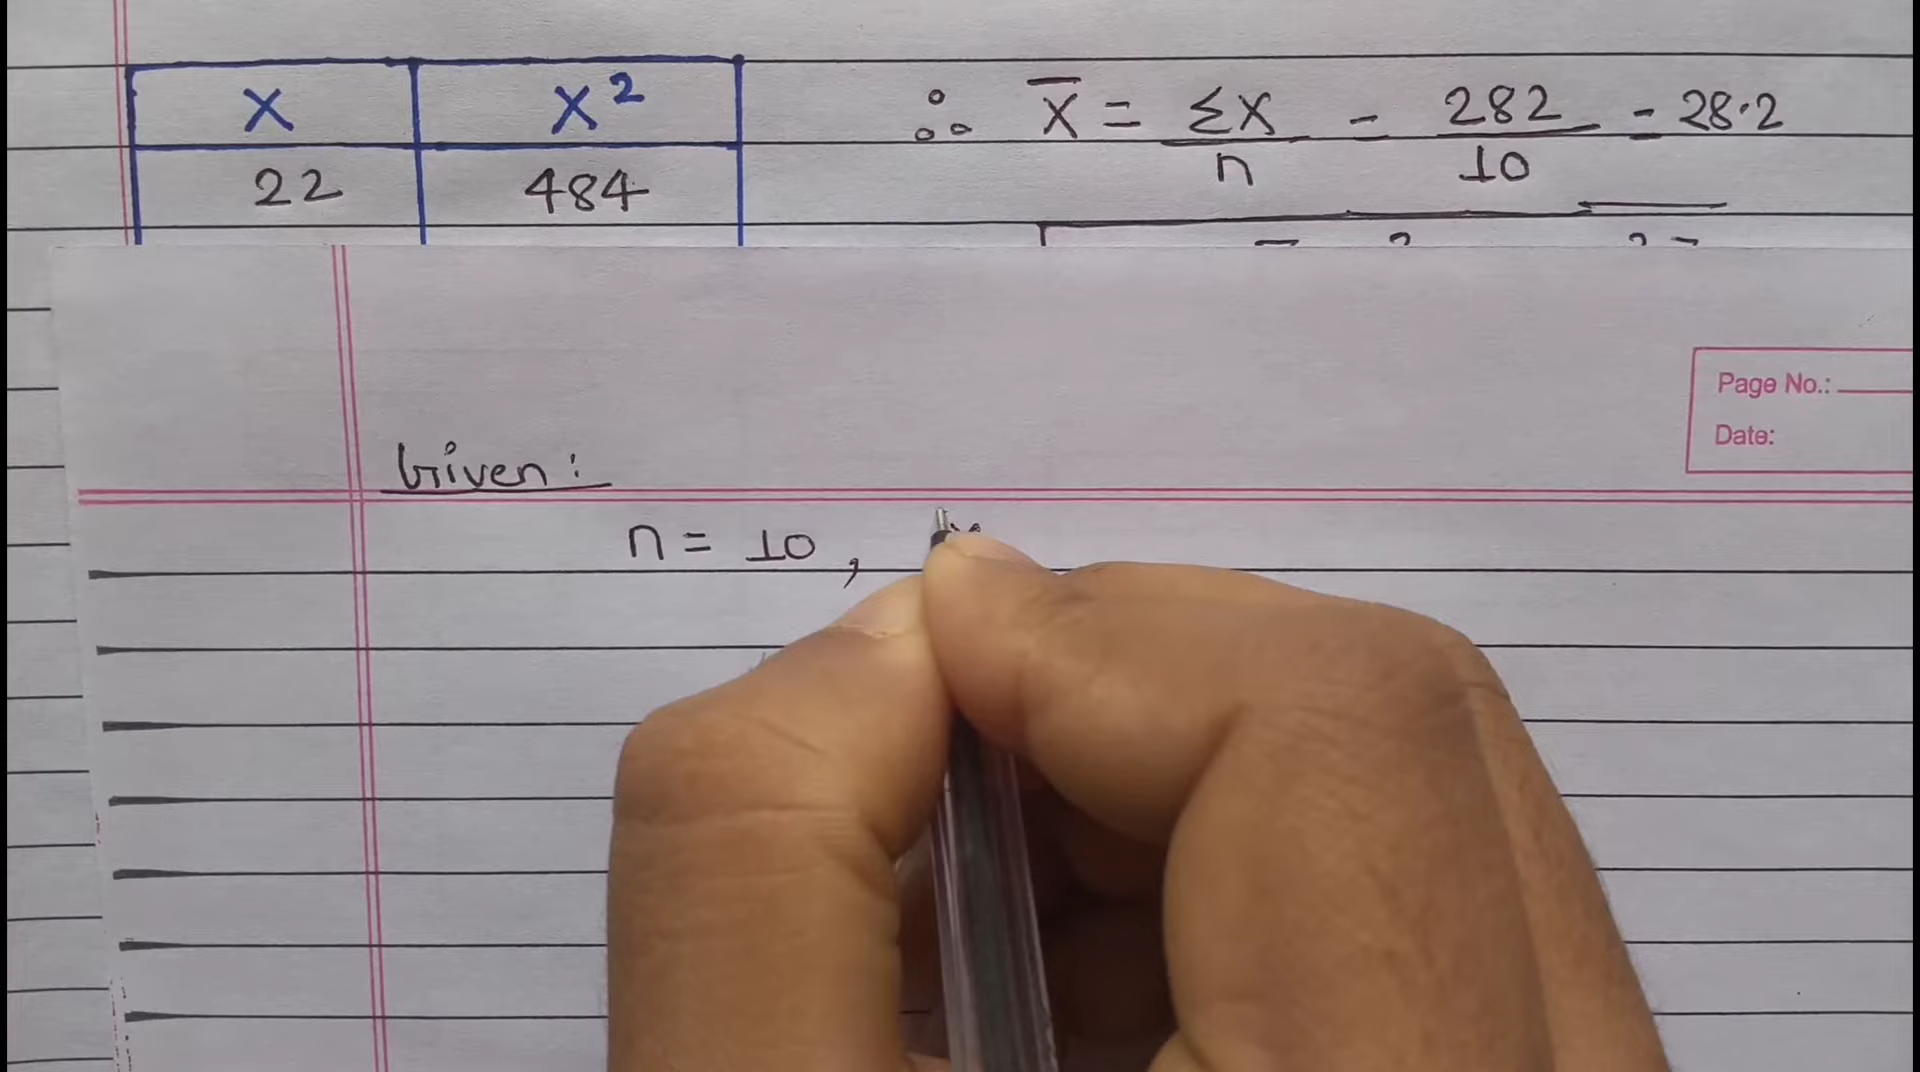 X X²
22 484
∴ X̅ = ΣX/n = 282/10 = 28.2
Page No.:
Date:
Given:
n = 10 ,